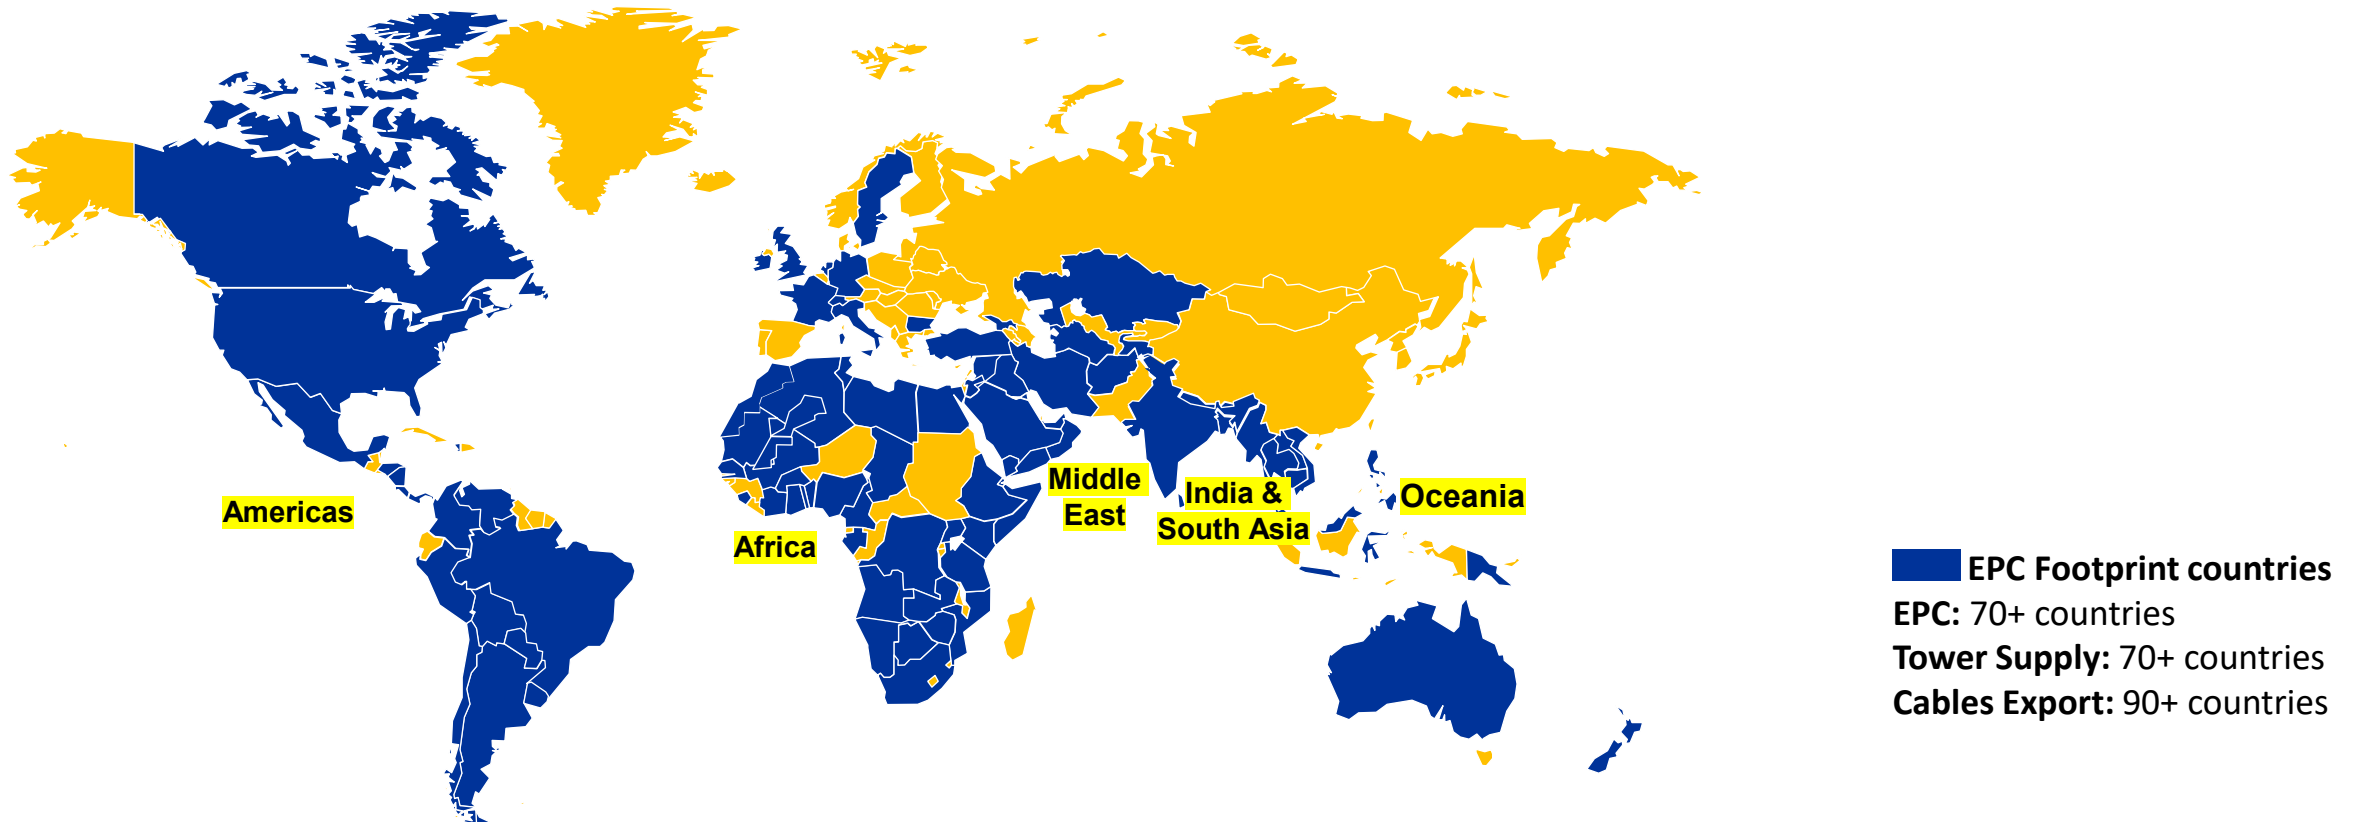 Americas
Africa
Middle
East
India &
South Asia
Oceania
EPC Footprint countries
EPC: 70+ countries
Tower Supply: 70+ countries
Cables Export: 90+ countries